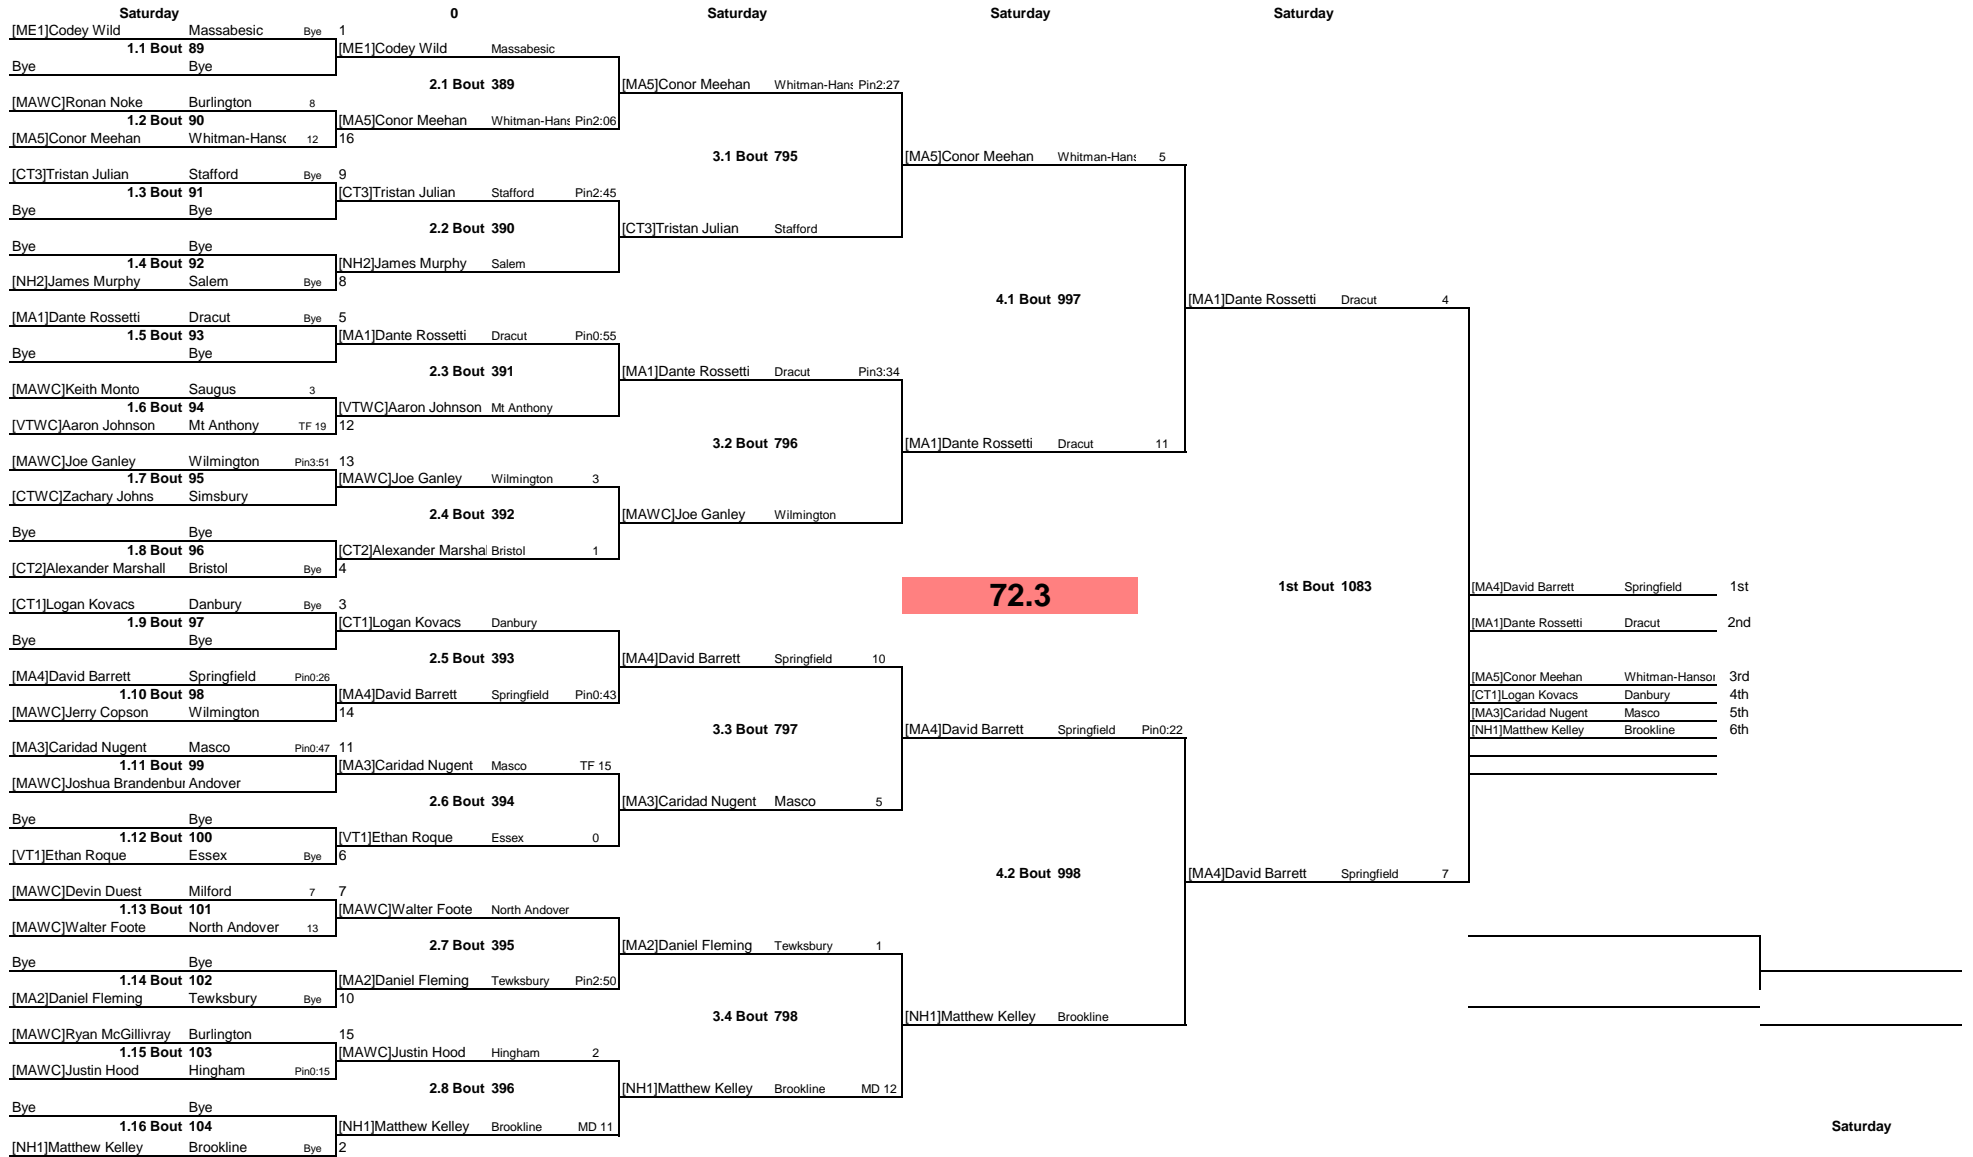 Saturday 0 Saturday Saturday Saturday
[ME1]Codey Wild Massabesic Bye 1
1.1 Bout 89
Bye Bye
[MAWC]Ronan Noke Burlington 8
1.2 Bout 90
[MA5]Conor Meehan Whitman-Hansc 12 16
[CT3]Tristan Julian Stafford Bye 9
1.3 Bout 91
Bye Bye
Bye Bye
1.4 Bout 92
[NH2]James Murphy Salem Bye 8
[MA1]Dante Rossetti Dracut Bye 5
1.5 Bout 93
Bye Bye
[MAWC]Keith Monto Saugus 3
1.6 Bout 94
[VTWC]Aaron Johnson Mt Anthony TF 19 12
[MAWC]Joe Ganley Wilmington Pin3:51 13
1.7 Bout 95
[CTWC]Zachary Johns Simsbury
Bye Bye
1.8 Bout 96
[CT2]Alexander Marshall Bristol Bye 4
[CT1]Logan Kovacs Danbury Bye 3
1.9 Bout 97
Bye Bye
[MA4]David Barrett Springfield Pin0:26
1.10 Bout 98
[MAWC]Jerry Copson Wilmington 14
[MA3]Caridad Nugent Masco Pin0:47 11
1.11 Bout 99
[MAWC]Joshua Brandenbur Andover
Bye Bye
1.12 Bout 100
[VT1]Ethan Roque Essex Bye 6
[MAWC]Devin Duest Milford 7 7
1.13 Bout 101
[MAWC]Walter Foote North Andover 13
Bye Bye
1.14 Bout 102
[MA2]Daniel Fleming Tewksbury Bye 10
[MAWC]Ryan McGillivray Burlington 15
1.15 Bout 103
[MAWC]Justin Hood Hingham Pin0:15
Bye Bye
1.16 Bout 104
[NH1]Matthew Kelley Brookline Bye 2
[ME1]Codey Wild Massabesic
2.1 Bout 389
[MA5]Conor Meehan Whitman-Hans Pin2:06
[CT3]Tristan Julian Stafford Pin2:45
2.2 Bout 390
[NH2]James Murphy Salem
[MA1]Dante Rossetti Dracut Pin0:55
2.3 Bout 391
[VTWC]Aaron Johnson Mt Anthony
[MAWC]Joe Ganley Wilmington 3
2.4 Bout 392
[CT2]Alexander Marshal Bristol 1
[CT1]Logan Kovacs Danbury
2.5 Bout 393
[MA4]David Barrett Springfield Pin0:43
[MA3]Caridad Nugent Masco TF 15
2.6 Bout 394
[VT1]Ethan Roque Essex 0
[MAWC]Walter Foote North Andover
2.7 Bout 395
[MA2]Daniel Fleming Tewksbury Pin2:50
[MAWC]Justin Hood Hingham 2
2.8 Bout 396
[NH1]Matthew Kelley Brookline MD 11
[MA5]Conor Meehan Whitman-Hans Pin2:27
3.1 Bout 795
[CT3]Tristan Julian Stafford
[MA1]Dante Rossetti Dracut Pin3:34
3.2 Bout 796
[MAWC]Joe Ganley Wilmington
[MA4]David Barrett Springfield 10
3.3 Bout 797
[MA3]Caridad Nugent Masco 5
[MA2]Daniel Fleming Tewksbury 1
3.4 Bout 798
[NH1]Matthew Kelley Brookline MD 12
[MA5]Conor Meehan Whitman-Hans 5
4.1 Bout 997
[MA1]Dante Rossetti Dracut 11
72.3
[MA4]David Barrett Springfield Pin0:22
4.2 Bout 998
[NH1]Matthew Kelley Brookline
[MA1]Dante Rossetti Dracut 4
1st Bout 1083
[MA4]David Barrett Springfield 7
[MA4]David Barrett Springfield 1st
[MA1]Dante Rossetti Dracut 2nd
[MA5]Conor Meehan Whitman-Hanson 3rd
[CT1]Logan Kovacs Danbury 4th
[MA3]Caridad Nugent Masco 5th
[NH1]Matthew Kelley Brookline 6th
Saturday